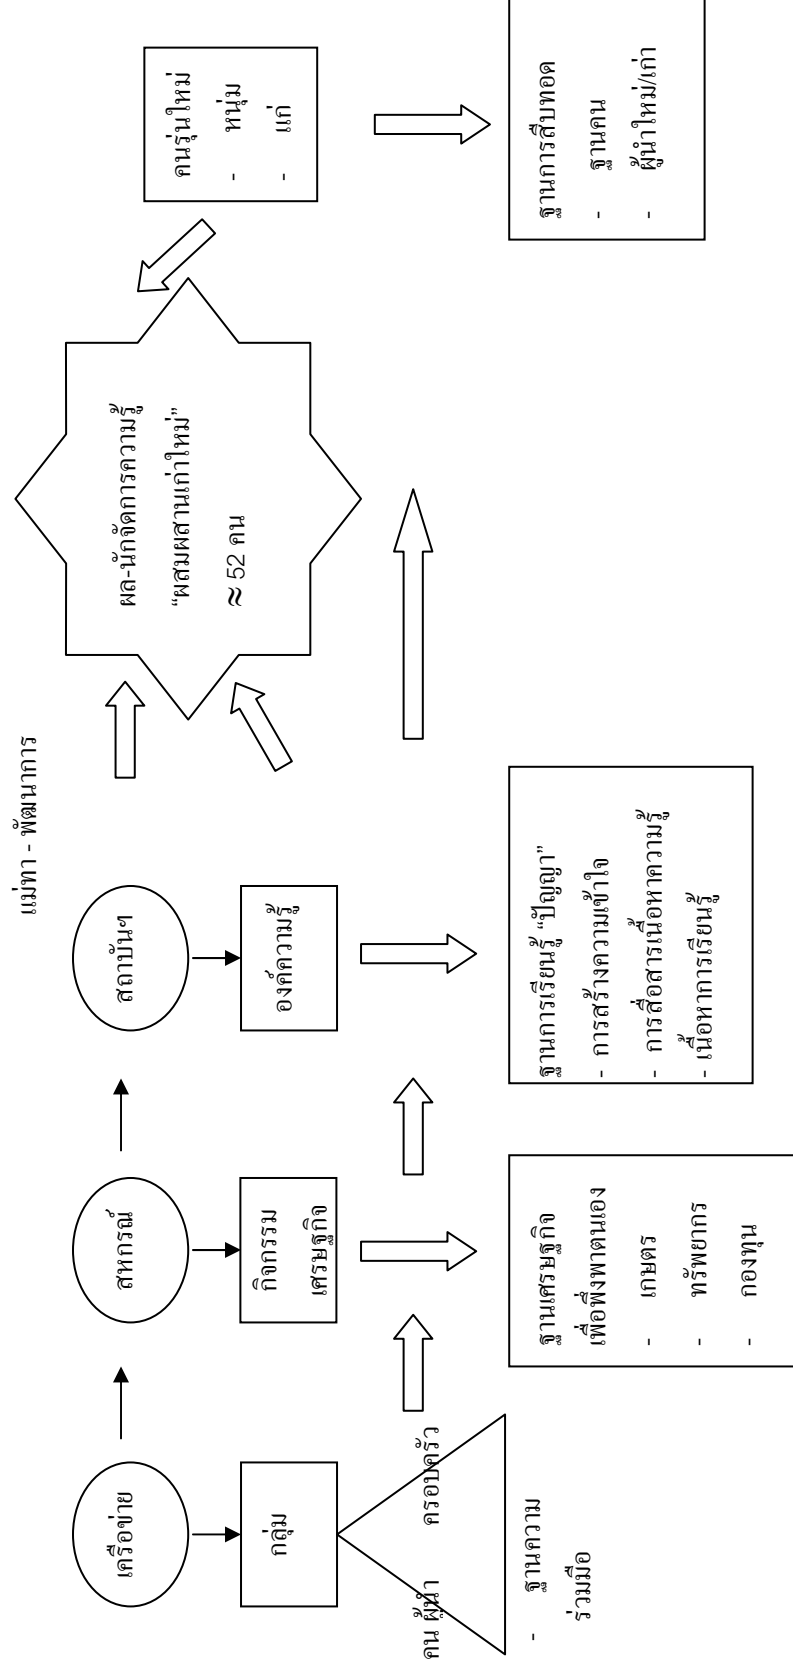 แม่ทา - พัฒนาการ
เครือข่าย
สหกรณ์
สถาบันฯ
กลุ่ม
กิจกรรม
เศรษฐกิจ
องค์ความรู้
คน ผู้นำ
ครอบครัว
- ฐานความ
ร่วมมือ
ฐานเศรษฐกิจ
เพื่อพึ่งพาตนเอง
- เกษตร
- ทรัพยากร
- กองทุน
ฐานการเรียนรู้ “ปัญญา”
- การสร้างความเข้าใจ
- การสื่อสารเนื้อหาความรู้
- เนื้อหาการเรียนรู้
ผล-นักจัดการความรู้
“ผสมผสานเก่าใหม่”
≈ 52 คน
คนรุ่นใหม่
- หนุ่ม
- แก่
ฐานการสืบทอด
- ฐานคน
- ผู้นำใหม่/เก่า